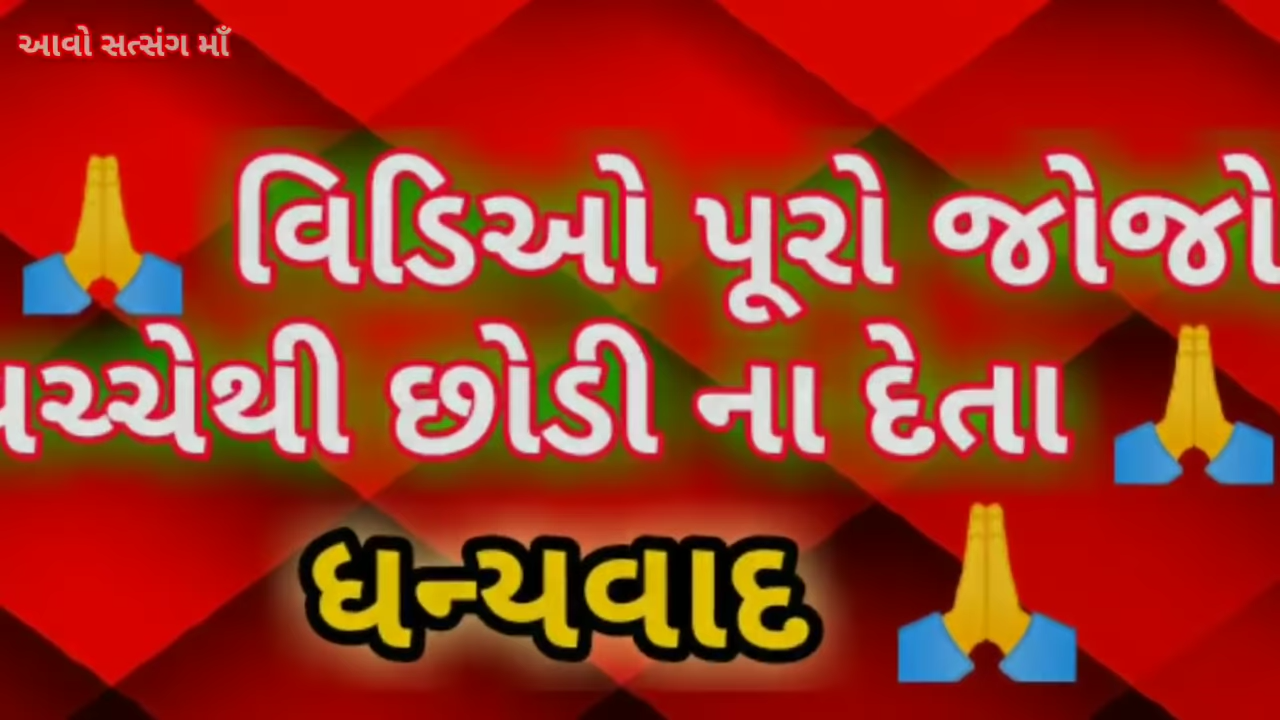 આવો સત્સંગ માઁ
🙏 વિડિઓ પૂરો જોજો
વચ્ચેથી છોડી ના દેતા 🙏
ધન્યવાદ 🙏